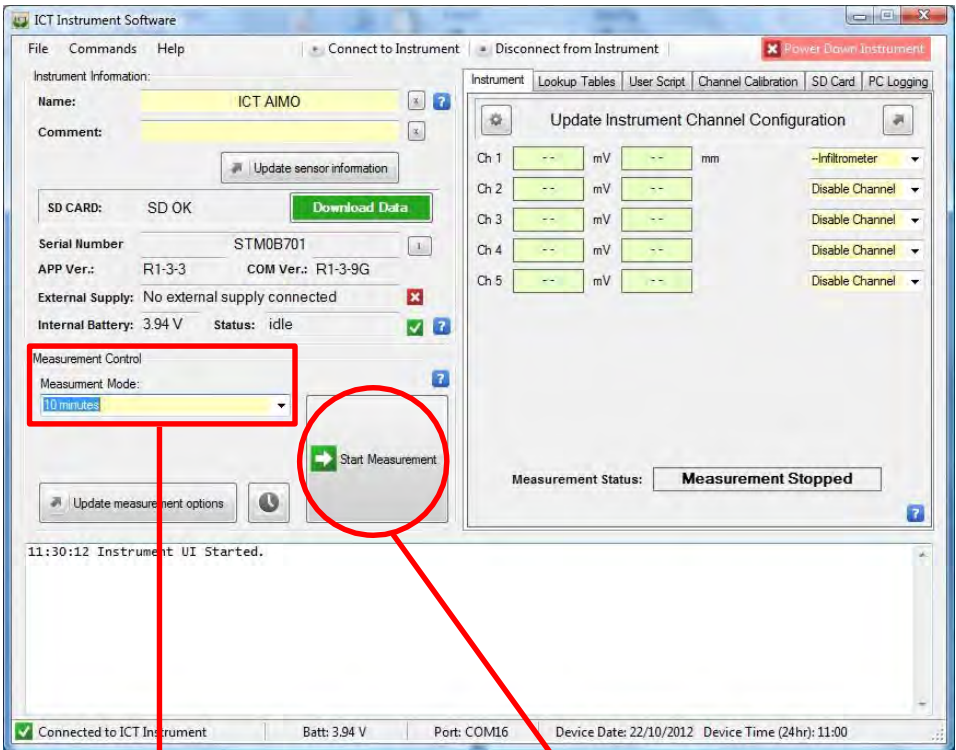 ICT Instrument Software
File Commands Help Connect to Instrument Disconnect from Instrument Power Down Instrument
Instrument Information:
Name: ICT AIMO
Comment:
Update sensor information
SD CARD: SD OK Download Data
Serial Number STM0B701
APP Ver.: R1-3-3 COM Ver.: R1-3-9G
External Supply: No external supply connected
Internal Battery: 3.94 V Status: idle
Measurement Control
Measurment Mode:
10 minutes
Start Measurement
Update measurement options
Instrument Lookup Tables User Script Channel Calibration SD Card PC Logging
Update Instrument Channel Configuration
Ch 1 -- mV -- mm --Infiltrometer
Ch 2 -- mV -- Disable Channel
Ch 3 -- mV -- Disable Channel
Ch 4 -- mV -- Disable Channel
Ch 5 -- mV -- Disable Channel
Measurement Status: Measurement Stopped
11:30:12 Instrument UI Started.
Connected to ICT Instrument Batt: 3.94 V Port: COM16 Device Date: 22/10/2012 Device Time (24hr): 11:00